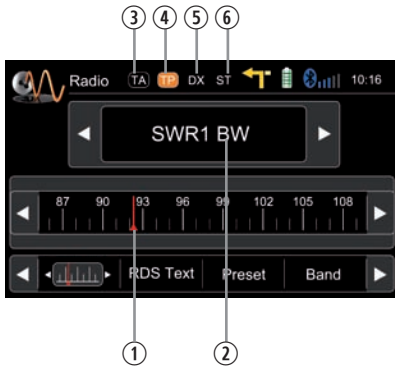 ③ ④ ⑤ ⑥
Radio TA TP DX ST 10:16
SWR1 BW
87 90 93 96 99 102 105 108
RDS Text Preset Band
① ②